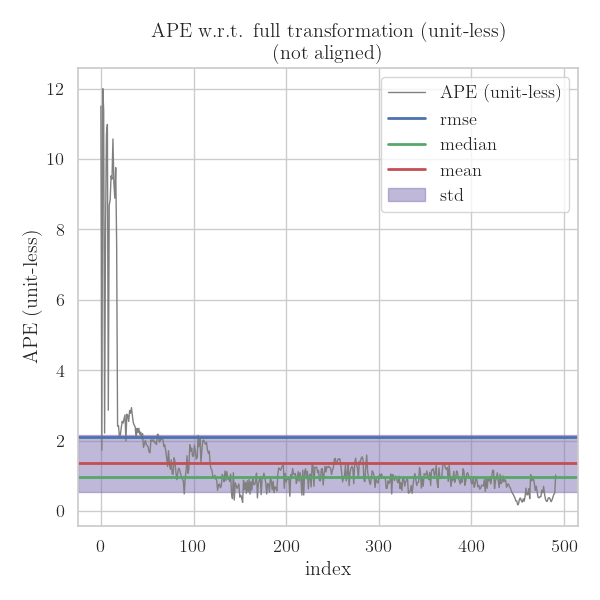 APE w.r.t. full transformation (unit-less)
(not aligned)
APE (unit-less)
rmse
median
mean
std
APE (unit-less)
12
10
8
6
4
2
0
0 100 200 300 400 500
index